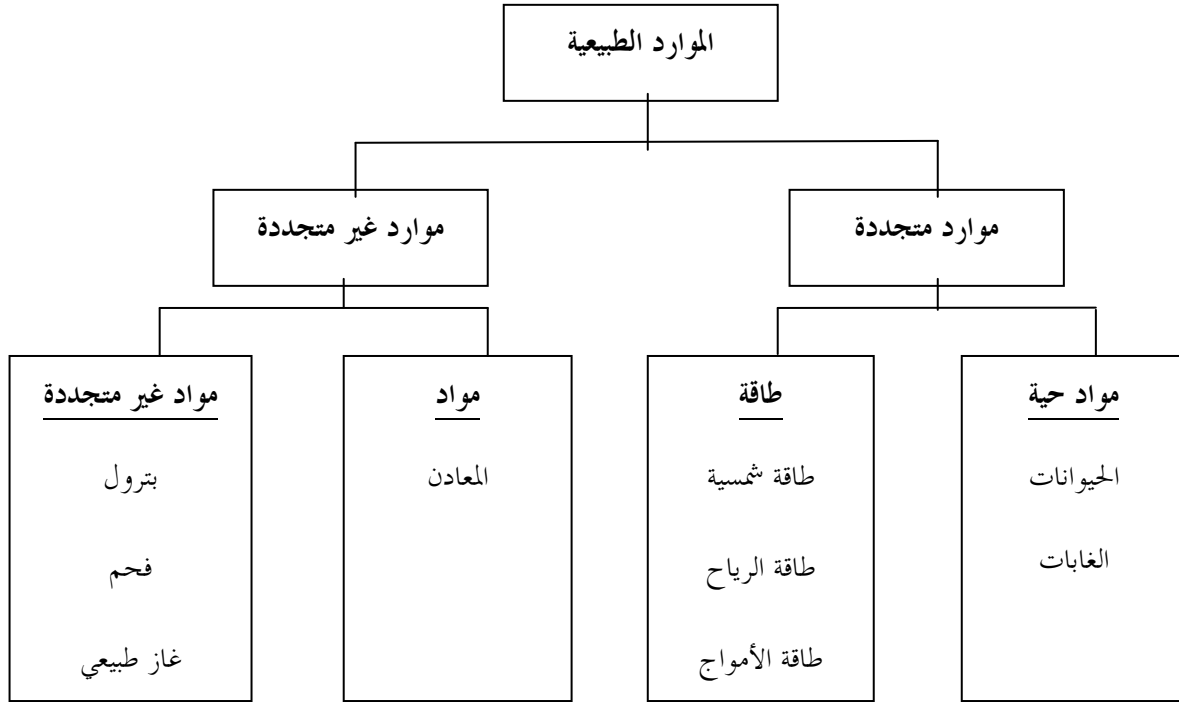 الموارد الطبيعية
موارد متجددة
موارد غير متجددة
مواد حية
الحيوانات
الغابات
طاقة
طاقة شمسية
طاقة الرياح
طاقة الأمواج
مواد
المعادن
مواد غير متجددة
بترول
فحم
غاز طبيعي